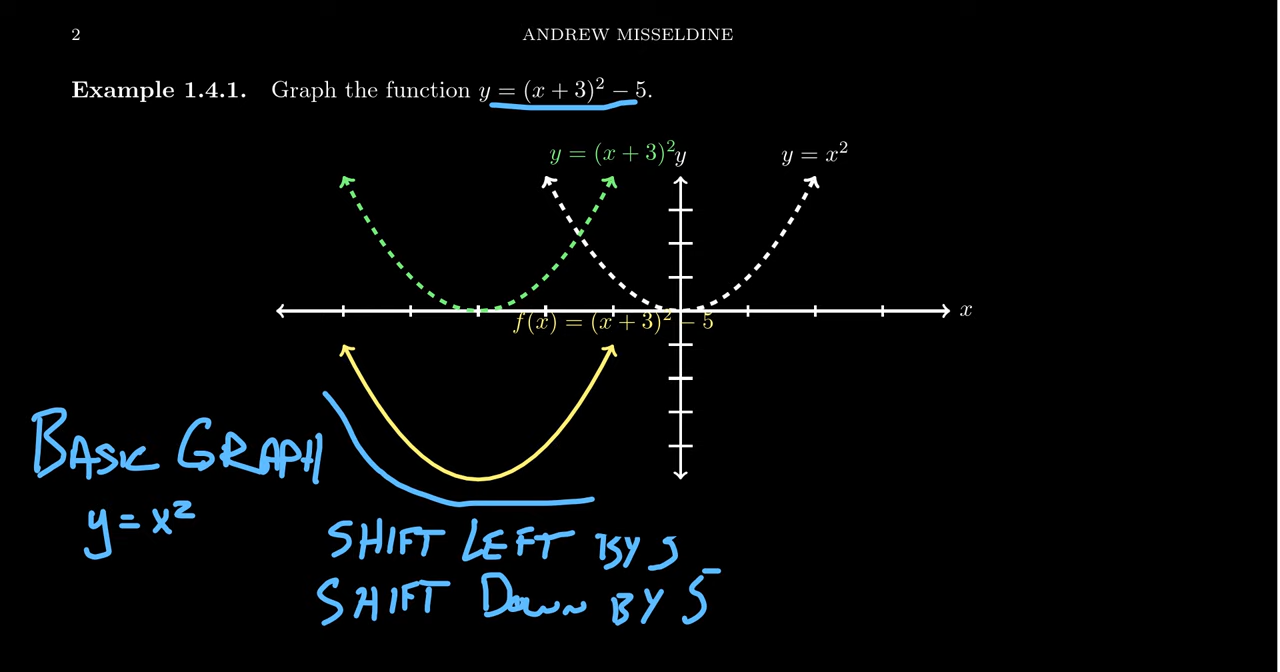 2 ANDREW MISSELDINE
Example 1.4.1. Graph the function y = (x + 3)² − 5.
y = (x + 3)² y y = x²
x
f(x) = (x + 3)² − 5
BASIC GRAPH
y = x²
SHIFT LEFT BY
SHIFT DOWN BY 5